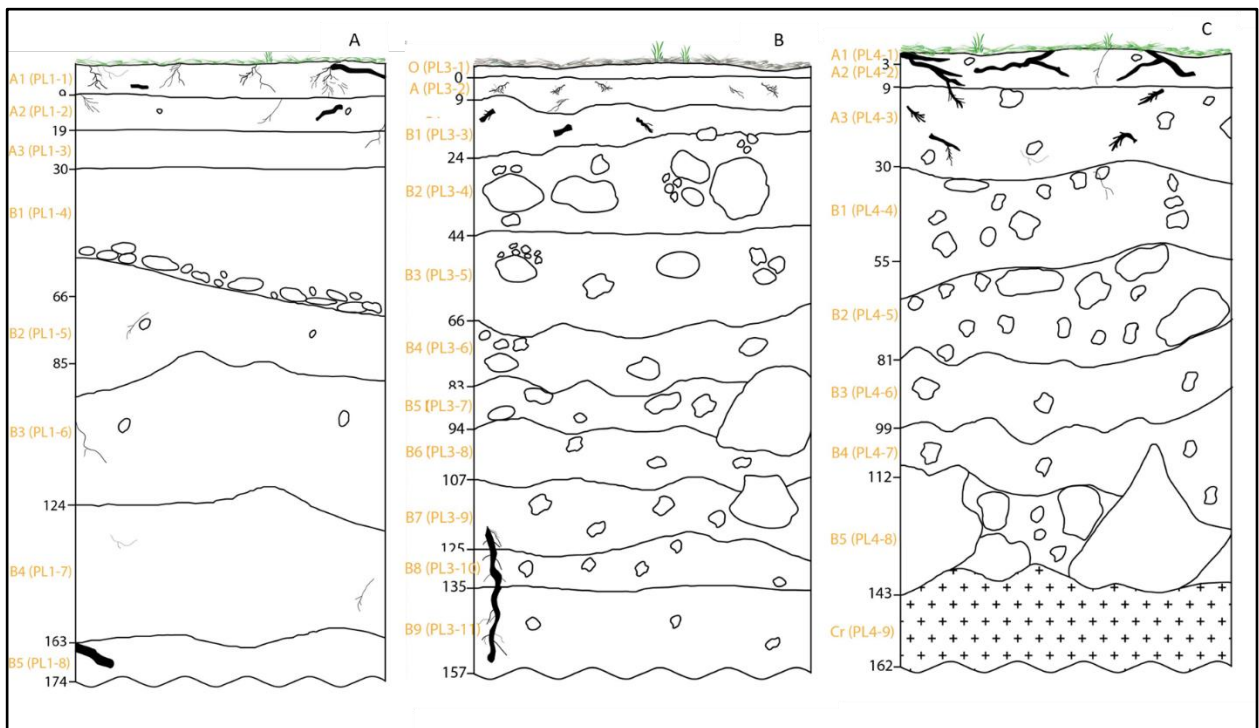 A
A1 (PL1-1)
9
A2 (PL1-2)
19
A3 (PL1-3)
30
B1 (PL1-4)
66
B2 (PL1-5)
85
B3 (PL1-6)
124
B4 (PL1-7)
163
B5 (PL1-8)
174
B
O (PL3-1)
0
A (PL3-2)
9
B1 (PL3-3)
24
B2 (PL3-4)
44
B3 (PL3-5)
66
B4 (PL3-6)
83
B5 (PL3-7)
94
B6 (PL3-8)
107
B7 (PL3-9)
125
B8 (PL3-10)
135
B9 (PL3-11)
157
C
A1 (PL4-1)
3
A2 (PL4-2)
9
A3 (PL4-3)
30
B1 (PL4-4)
55
B2 (PL4-5)
81
B3 (PL4-6)
99
B4 (PL4-7)
112
B5 (PL4-8)
143
Cr (PL4-9)
162